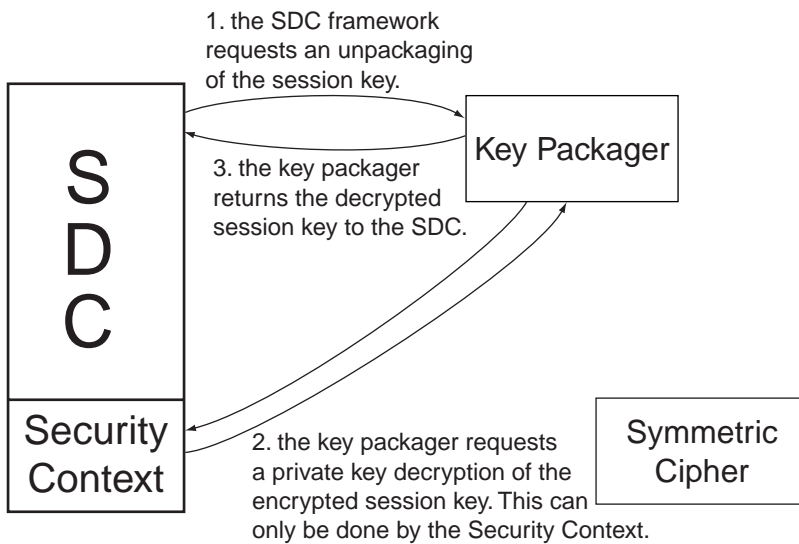 1. the SDC framework
requests an unpackaging
of the session key.
S
D
C
Key Packager
3. the key packager
returns the decrypted
session key to the SDC.
Security
Context
2. the key packager requests
a private key decryption of the
encrypted session key. This can
only be done by the Security Context.
Symmetric
Cipher